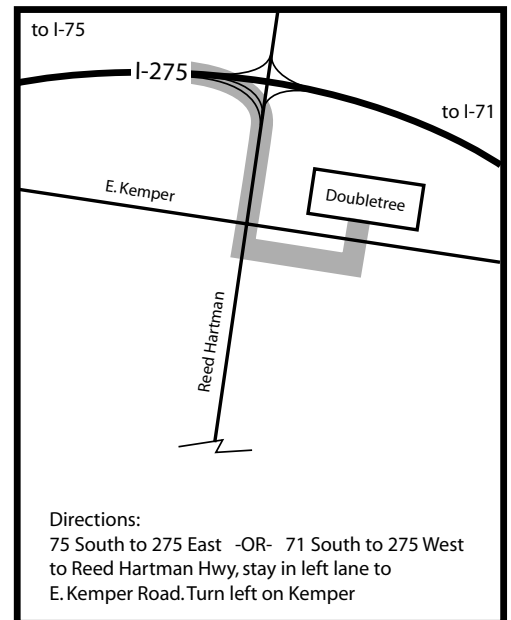 to I-75
I-275
to I-71
E. Kemper
Doubletree
Reed Hartman
Directions:
75 South to 275 East -OR- 71 South to 275 West
to Reed Hartman Hwy, stay in left lane to
E. Kemper Road. Turn left on Kemper